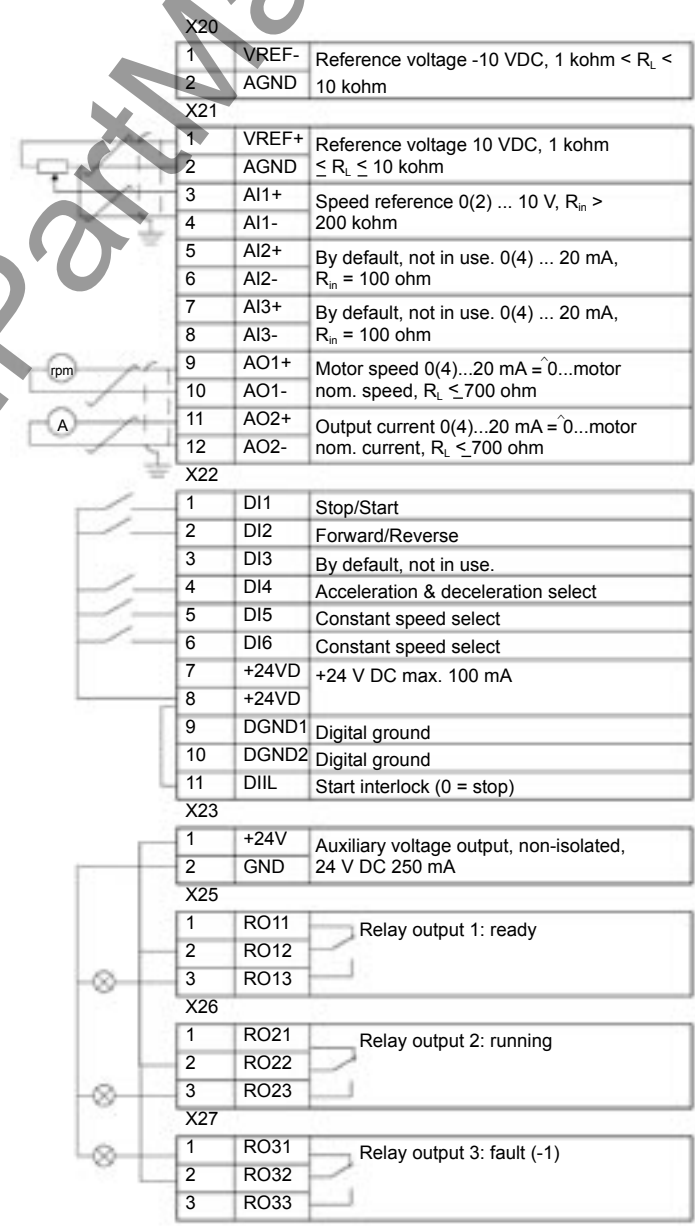 X20
1 VREF- Reference voltage -10 VDC, 1 kohm < RL <
2 AGND 10 kohm
X21
1 VREF+ Reference voltage 10 VDC, 1 kohm
2 AGND ≤ RL ≤ 10 kohm
3 AI1+ Speed reference 0(2) ... 10 V, Rin >
4 AI1- 200 kohm
5 AI2+ By default, not in use. 0(4) ... 20 mA,
6 AI2- Rin = 100 ohm
7 AI3+ By default, not in use. 0(4) ... 20 mA,
8 AI3- Rin = 100 ohm
rpm 9 AO1+ Motor speed 0(4)...20 mA =^ 0...motor
10 AO1- nom. speed, RL ≤ 700 ohm
A 11 AO2+ Output current 0(4)...20 mA =^ 0...motor
12 AO2- nom. current, RL ≤ 700 ohm
X22
1 DI1 Stop/Start
2 DI2 Forward/Reverse
3 DI3 By default, not in use.
4 DI4 Acceleration & deceleration select
5 DI5 Constant speed select
6 DI6 Constant speed select
7 +24VD +24 V DC max. 100 mA
8 +24VD
9 DGND1 Digital ground
10 DGND2 Digital ground
11 DIIL Start interlock (0 = stop)
X23
1 +24V Auxiliary voltage output, non-isolated,
2 GND 24 V DC 250 mA
X25
1 RO11 Relay output 1: ready
2 RO12
3 RO13
X26
1 RO21 Relay output 2: running
2 RO22
3 RO23
X27
1 RO31 Relay output 3: fault (-1)
2 RO32
3 RO33
PartMa